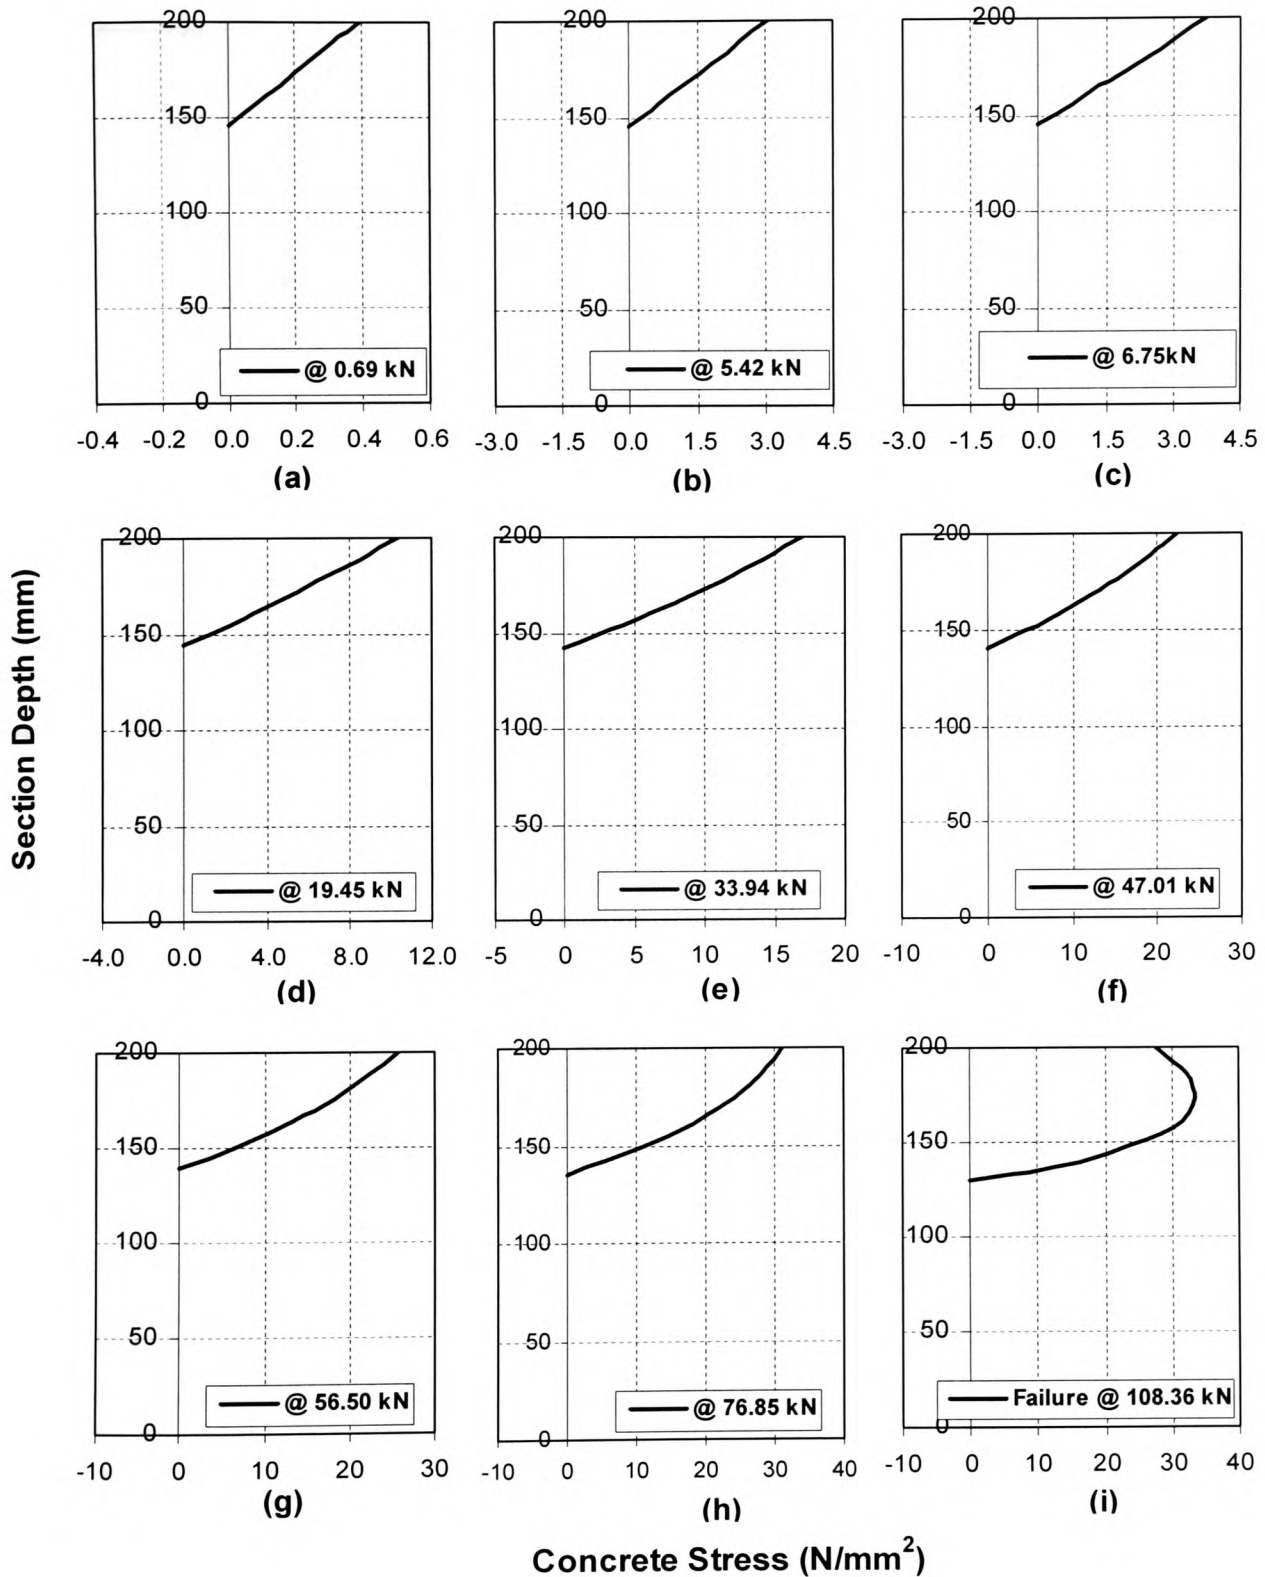 200
150
100
50
0
@ 0.69 kN
-0.4 -0.2 0.0 0.2 0.4 0.6
(a)
200
150
100
50
0
@ 5.42 kN
-3.0 -1.5 0.0 1.5 3.0 4.5
(b)
200
150
100
50
0
@ 6.75kN
-3.0 -1.5 0.0 1.5 3.0 4.5
(c)
Section Depth (mm)
200
150
100
50
0
@ 19.45 kN
-4.0 0.0 4.0 8.0 12.0
(d)
200
150
100
50
0
@ 33.94 kN
-5 0 5 10 15 20
(e)
200
150
100
50
0
@ 47.01 kN
-10 0 10 20 30
(f)
200
150
100
50
0
@ 56.50 kN
-10 0 10 20 30
(g)
200
150
100
50
0
@ 76.85 kN
-10 0 10 20 30 40
(h)
200
150
100
50
0
Failure @ 108.36 kN
-10 0 10 20 30 40
(i)
Concrete Stress (N/mm²)